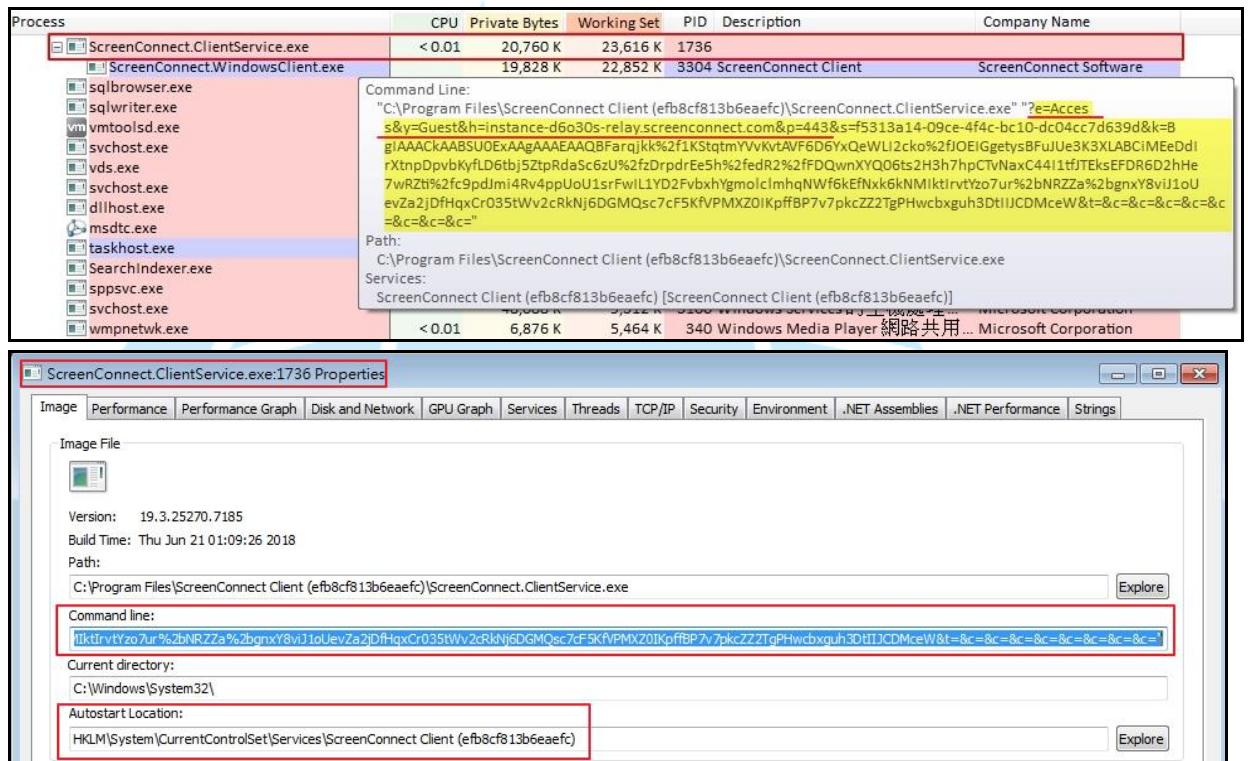 Process CPU Private Bytes Working Set PID Description Company Name
ScreenConnect.ClientService.exe < 0.01 20,760 K 23,616 K 1736
ScreenConnect.WindowsClient.exe 19,828 K 22,852 K 3304 ScreenConnect Client ScreenConnect Software
sqlbrowser.exe
sqlwriter.exe
vmtoolsd.exe
svchost.exe
vds.exe
svchost.exe
dllhost.exe
msdtc.exe
taskhost.exe
SearchIndexer.exe
sppsvc.exe
svchost.exe
wmpnetwk.exe < 0.01 6,876 K 5,464 K 340 Windows Media Player 網路共用... Microsoft Corporation
Command Line:
"C:\Program Files\ScreenConnect Client (efb8cf813b6eaefc)\ScreenConnect.ClientService.exe" "?e=Acces
s&y=Guest&h=instance-d6o30s-relay.screenconnect.com&p=443&s=f5313a14-09ce-4f4c-bc10-dc04cc7d639d&k=B
=&c=&c=&c="
Path:
C:\Program Files\ScreenConnect Client (efb8cf813b6eaefc)\ScreenConnect.ClientService.exe
Services:
ScreenConnect Client (efb8cf813b6eaefc) [ScreenConnect Client (efb8cf813b6eaefc)]
ScreenConnect.ClientService.exe:1736 Properties
Image Performance Performance Graph Disk and Network GPU Graph Services Threads TCP/IP Security Environment .NET Assemblies .NET Performance Strings
Image File
Version: 19.3.25270.7185
Build Time: Thu Jun 21 01:09:26 2018
Path:
C:\Program Files\ScreenConnect Client (efb8cf813b6eaefc)\ScreenConnect.ClientService.exe Explore
Command line:
Current directory:
C:\Windows\System32\
Autostart Location:
HKLM\System\CurrentControlSet\Services\ScreenConnect Client (efb8cf813b6eaefc) Explore